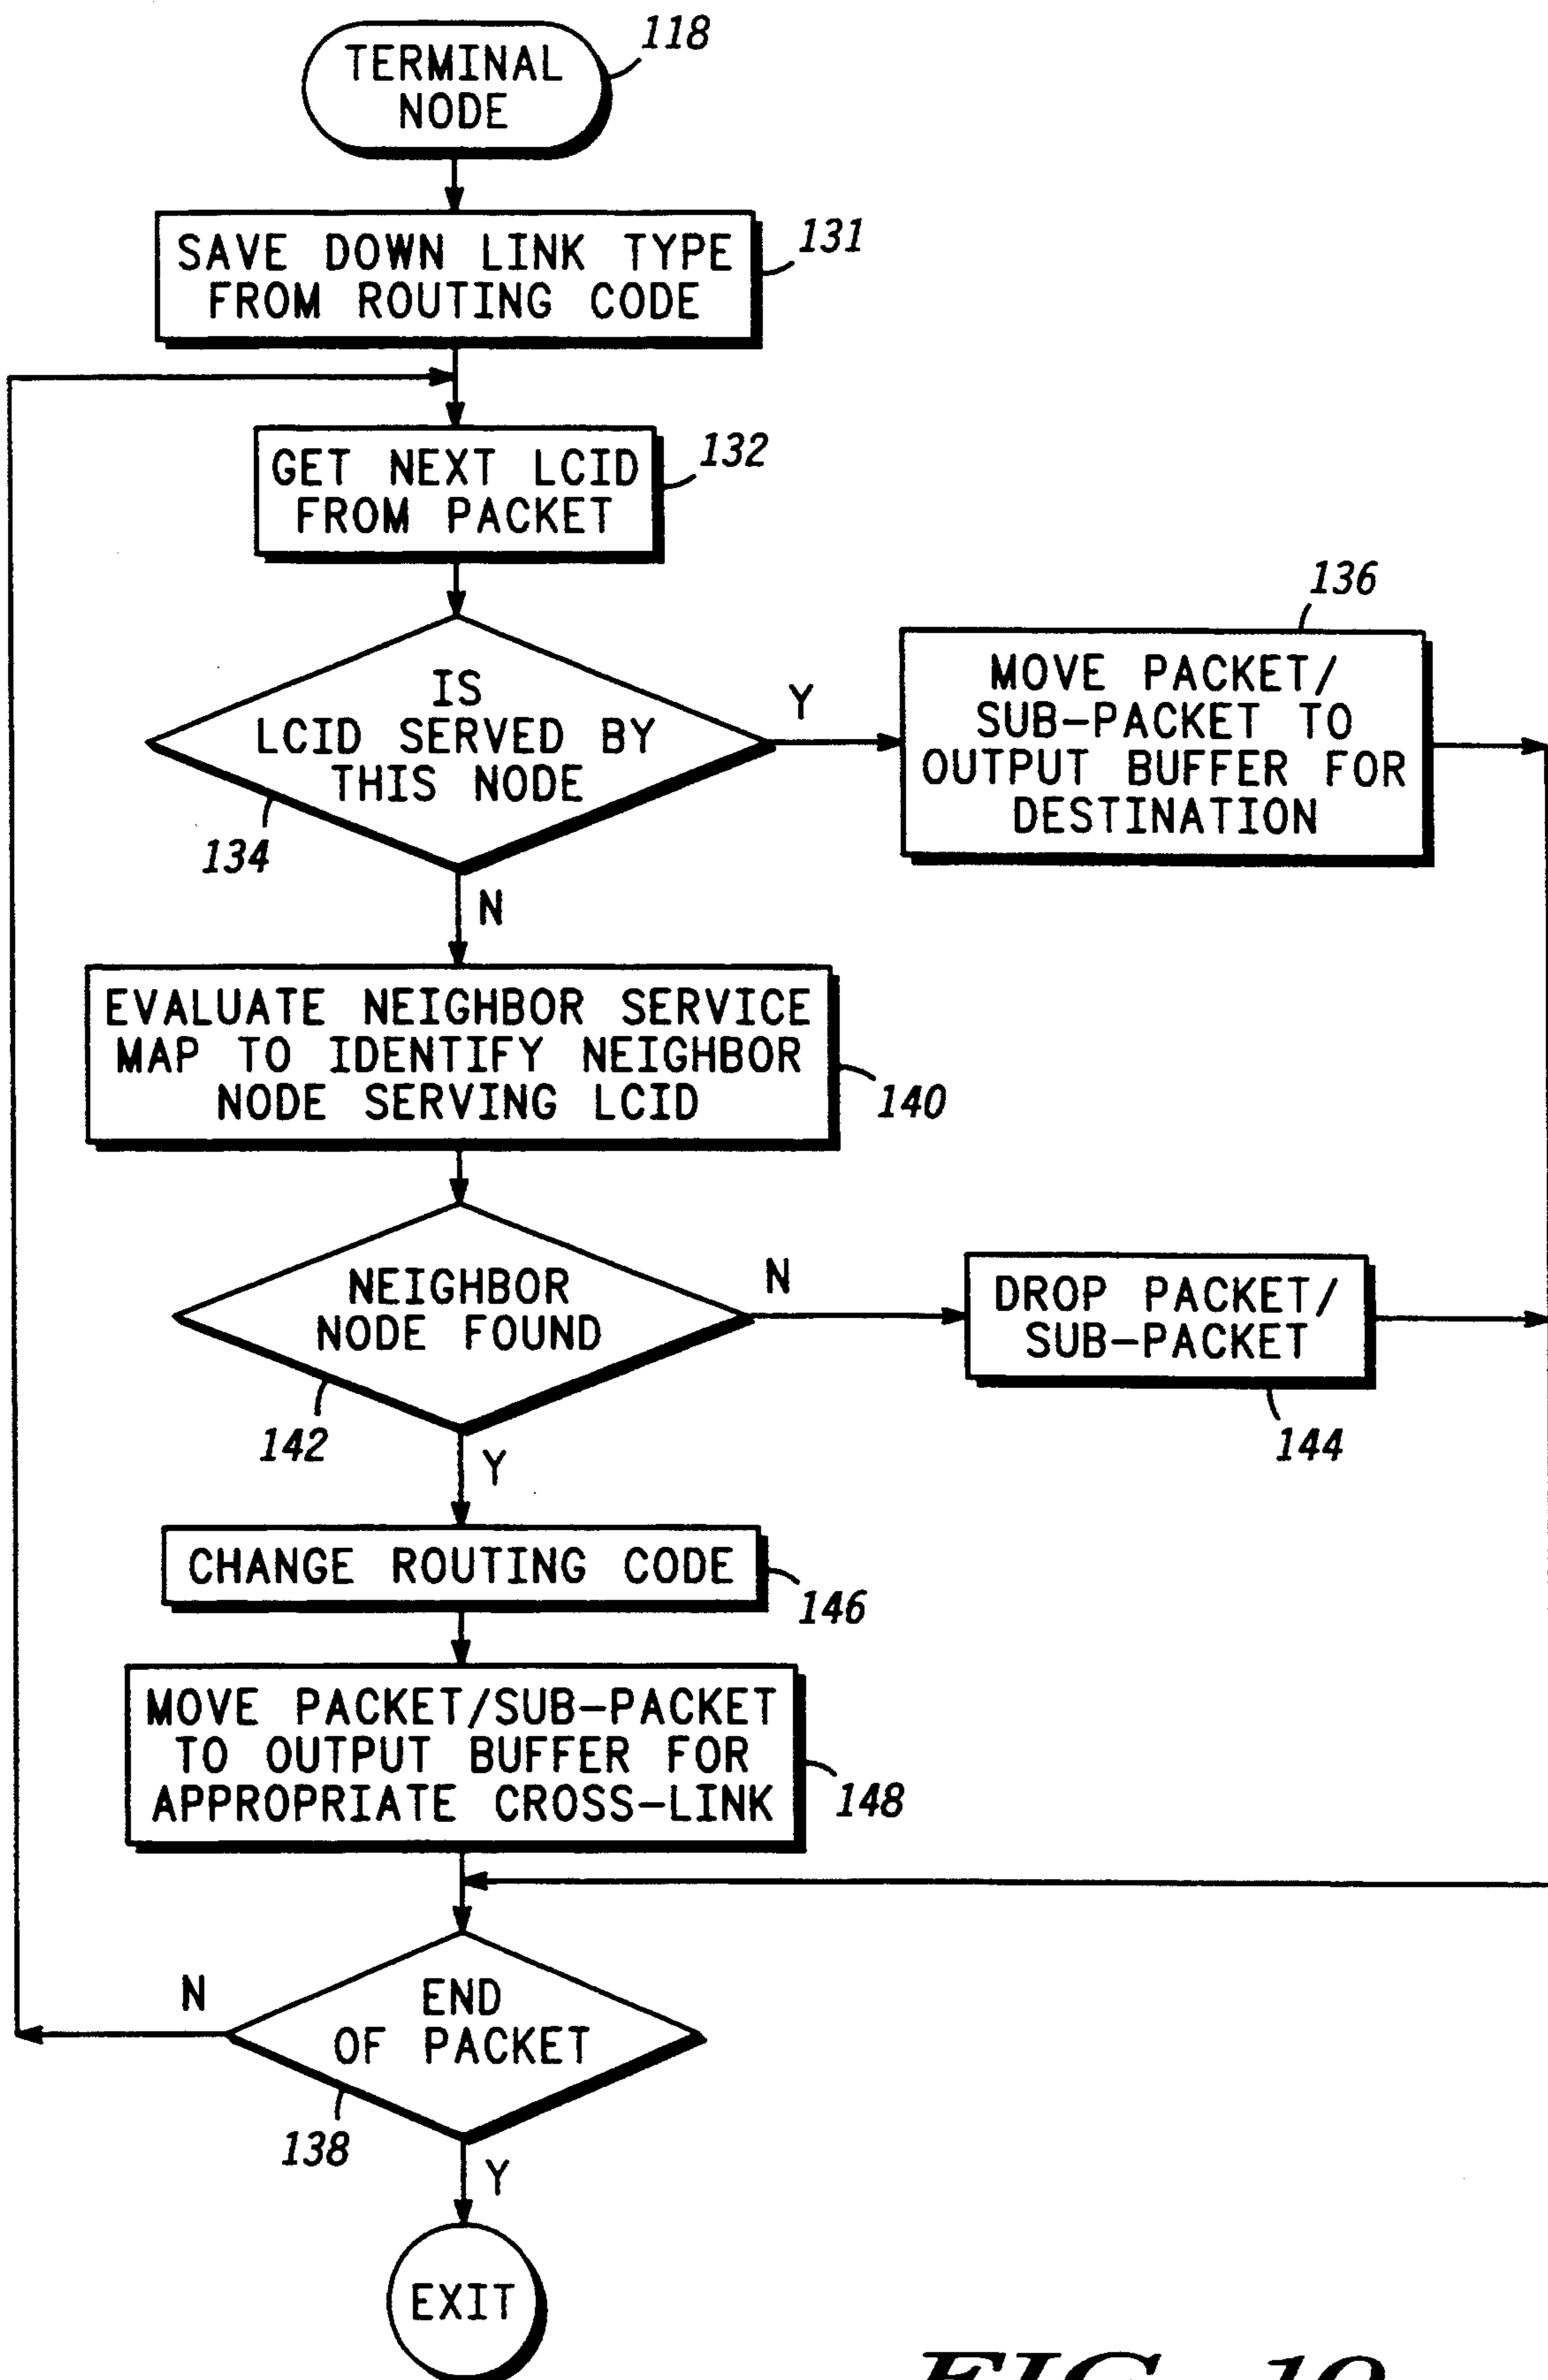 TERMINAL
NODE
118
SAVE DOWN LINK TYPE
FROM ROUTING CODE
131
GET NEXT LCID
FROM PACKET
132
IS
LCID SERVED BY
THIS NODE
134
Y
MOVE PACKET/
SUB-PACKET TO
OUTPUT BUFFER FOR
DESTINATION
136
N
EVALUATE NEIGHBOR SERVICE
MAP TO IDENTIFY NEIGHBOR
NODE SERVING LCID
140
NEIGHBOR
NODE FOUND
142
N
DROP PACKET/
SUB-PACKET
144
Y
CHANGE ROUTING CODE
146
MOVE PACKET/SUB-PACKET
TO OUTPUT BUFFER FOR
APPROPRIATE CROSS-LINK
148
END
OF PACKET
138
N
Y
EXIT